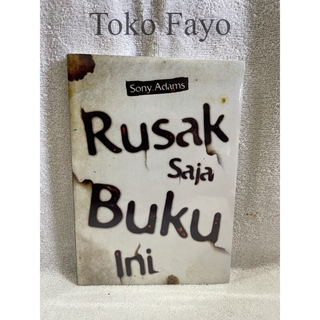 Toko Fayo
Sony Adams
Rusak
Saja
Buku
Ini